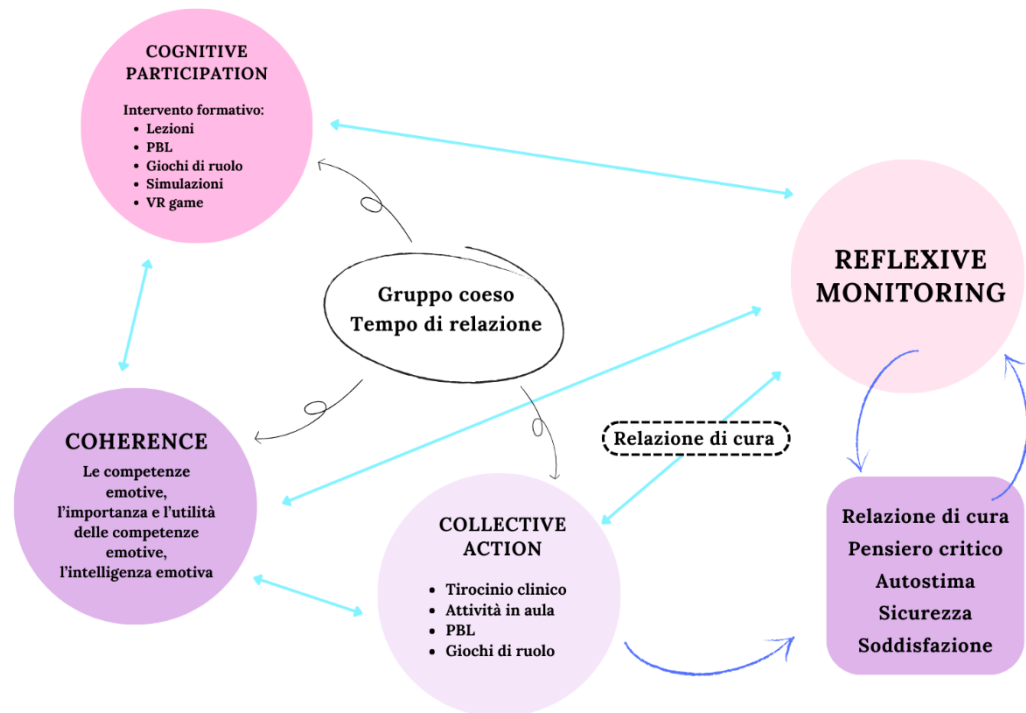 COGNITIVE
PARTICIPATION
Intervento formativo:
• Lezioni
• PBL
• Giochi di ruolo
• Simulazioni
• VR game
REFLEXIVE
MONITORING
Gruppo coeso
Tempo di relazione
COHERENCE
Le competenze
emotive,
l'importanza e l'utilità
delle competenze
emotive,
l'intelligenza emotiva
Relazione di cura
COLLECTIVE
ACTION
• Tirocinio clinico
• Attività in aula
• PBL
• Giochi di ruolo
Relazione di cura
Pensiero critico
Autostima
Sicurezza
Soddisfazione